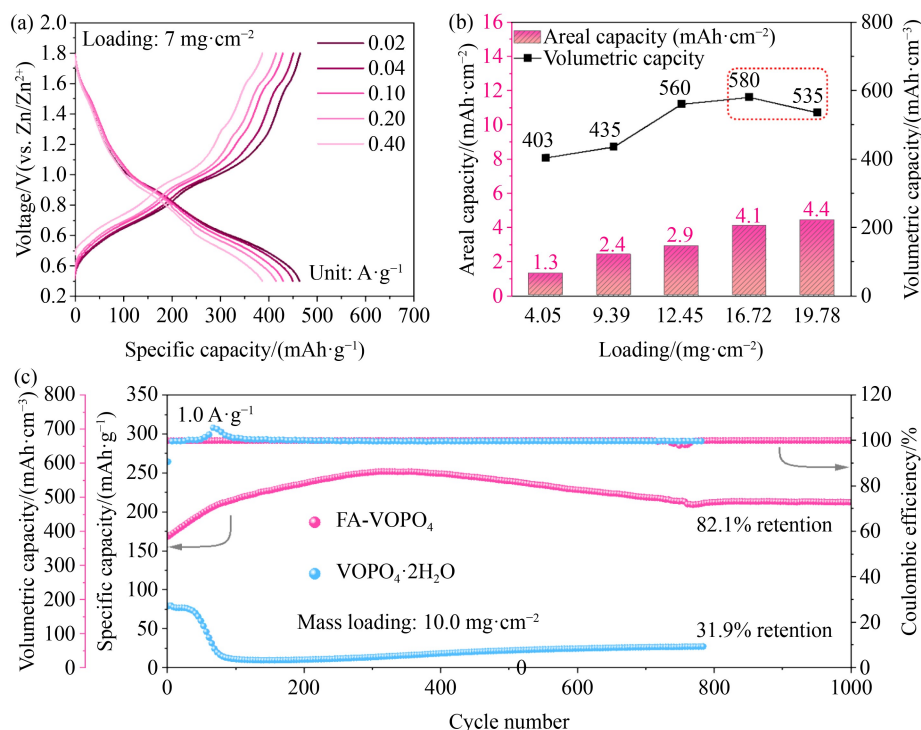 (a)
2.0
1.8
1.6
1.4
1.2
1.0
0.8
0.6
0.2
Voltage/V(vs. Zn/Zn²⁺)
Loading: 7 mg·cm⁻²
0.02
0.04
0.10
0.20
0.40
Unit: A·g⁻¹
0 100 200 300 400 500 600 700
Specific capacity/(mAh·g⁻¹)
(b)
16
14
12
10
8
6
4
2
0
Areal capacity/(mAh·cm⁻²)
Areal capacity (mAh·cm⁻²)
Volumetric capcity
403 435 560 580 535
1.3 2.4 2.9 4.1 4.4
800
600
400
200
0
Volumetric capacity/(mAh·cm⁻³)
4.05 9.39 12.45 16.72 19.78
Loading/(mg·cm⁻²)
(c)
800
700
600
500
400
300
200
100
0
Volumetric capacity/(mAh·cm⁻³)
350
300
250
200
150
100
50
0
Specific capacity/(mAh·g⁻¹)
1.0 A·g⁻¹
FA-VOPO₄
VOPO₄·2H₂O
82.1% retention
Mass loading: 10.0 mg·cm⁻²
31.9% retention
120
100
80
60
40
20
0
Coulombic efficiency/%
0 200 400 600 800 1000
Cycle number